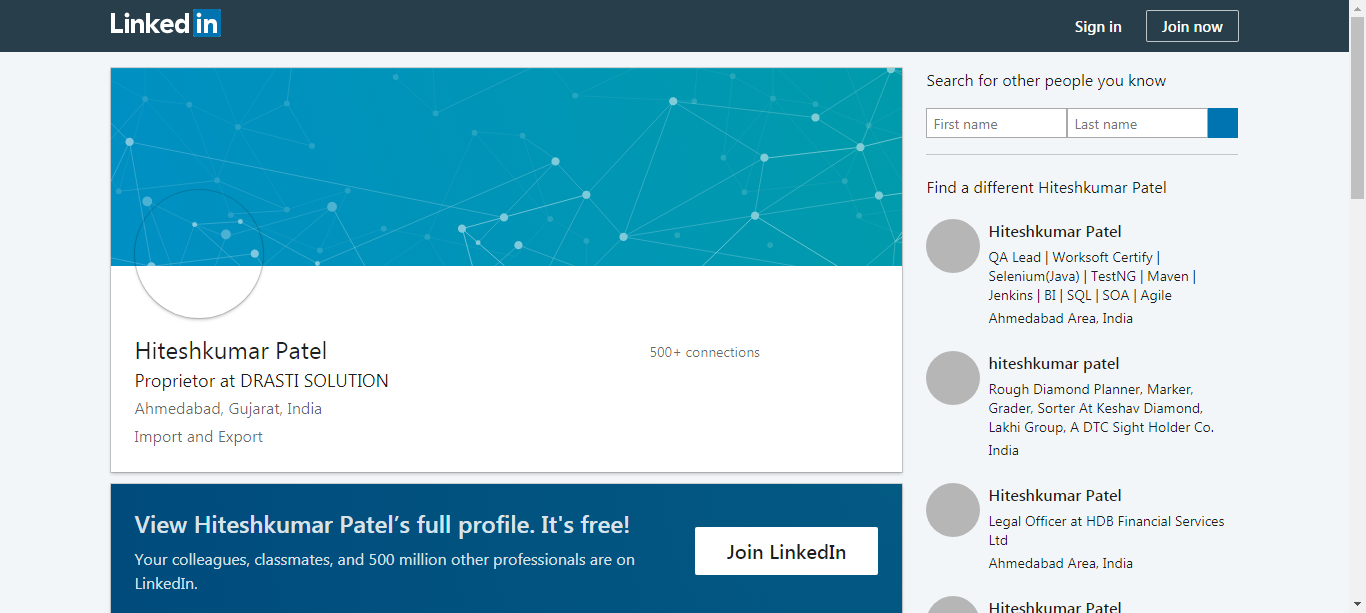 Linked in
Sign in
Join now
Hiteshkumar Patel
500+ connections
Proprietor at DRASTI SOLUTION
Ahmedabad, Gujarat, India
Import and Export
View Hiteshkumar Patel’s full profile. It's free!
Your colleagues, classmates, and 500 million other professionals are on
LinkedIn.
Join LinkedIn
Search for other people you know
First name
Last name
Find a different Hiteshkumar Patel
Hiteshkumar Patel
QA Lead | Worksoft Certify |
Selenium(Java) | TestNG | Maven |
Jenkins | BI | SQL | SOA | Agile
Ahmedabad Area, India
hiteshkumar patel
Rough Diamond Planner, Marker,
Grader, Sorter At Keshav Diamond,
Lakhi Group, A DTC Sight Holder Co.
India
Hiteshkumar Patel
Legal Officer at HDB Financial Services
Ltd
Ahmedabad Area, India
Hiteshkumar Patel